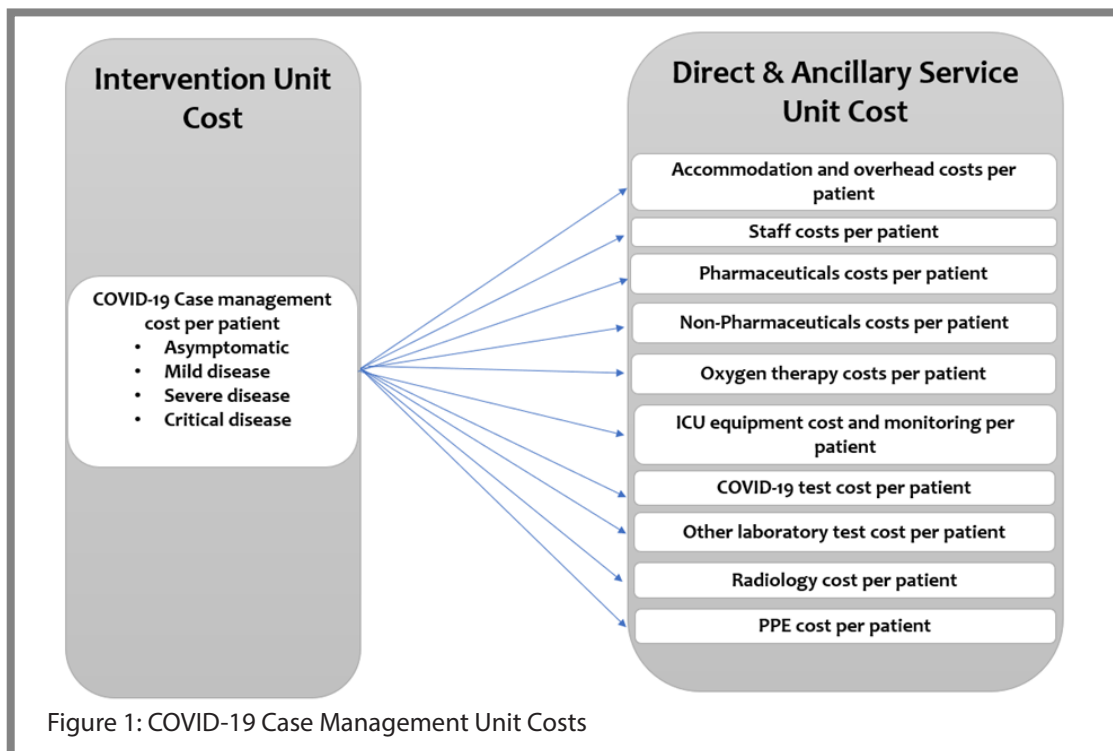 Intervention Unit
Cost
COVID-19 Case management
cost per patient
• Asymptomatic
• Mild disease
• Severe disease
• Critical disease
Direct & Ancillary Service
Unit Cost
Accommodation and overhead costs per
patient
Staff costs per patient
Pharmaceuticals costs per patient
Non-Pharmaceuticals costs per patient
Oxygen therapy costs per patient
ICU equipment cost and monitoring per
patient
COVID-19 test cost per patient
Other laboratory test cost per patient
Radiology cost per patient
PPE cost per patient
Figure 1: COVID-19 Case Management Unit Costs